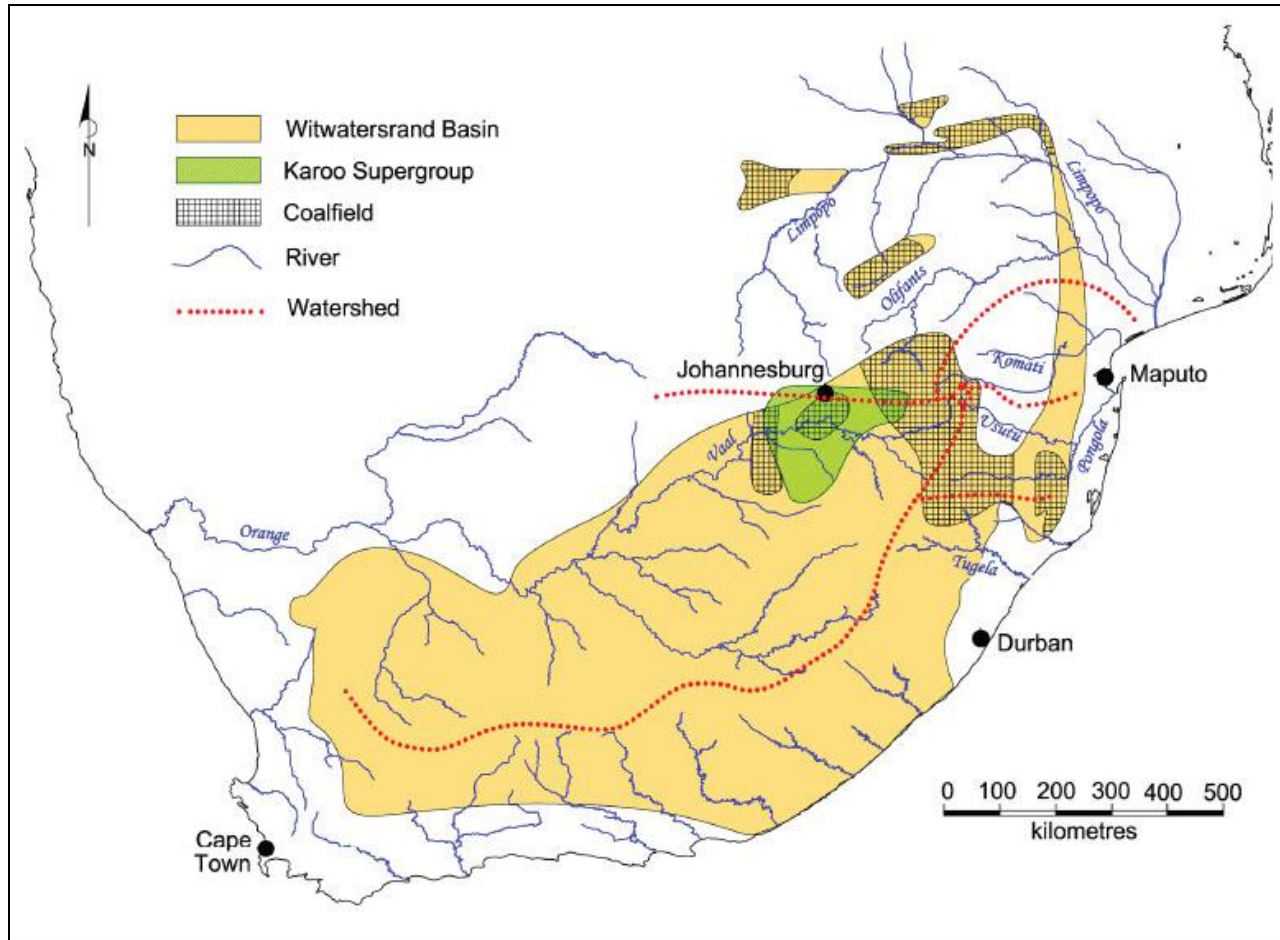 N
Witwatersrand Basin
Karoo Supergroup
Coalfield
River
Watershed
Limpopo
Limpopo
Olifants
Johannesburg
Komati
Maputo
Usutu
Pongola
Vaal
Orange
Tugela
Durban
0 100 200 300 400 500
kilometres
Cape
Town